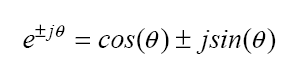 e^{±jθ} = cos(θ) ± jsin(θ)